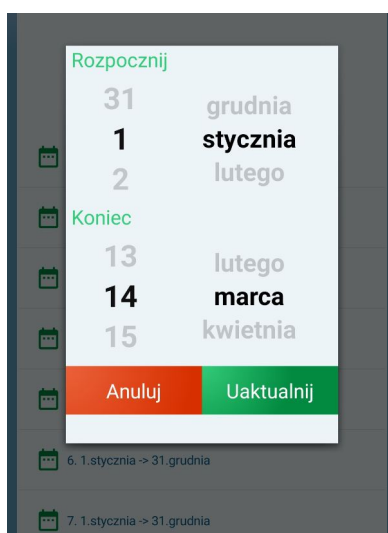 Rozpocznij
31 grudnia
1 stycznia
2 lutego
Koniec
13 lutego
14 marca
15 kwietnia
Anuluj Uaktualnij
6. 1.stycznia -> 31.grudnia
7. 1.stycznia -> 31.grudnia